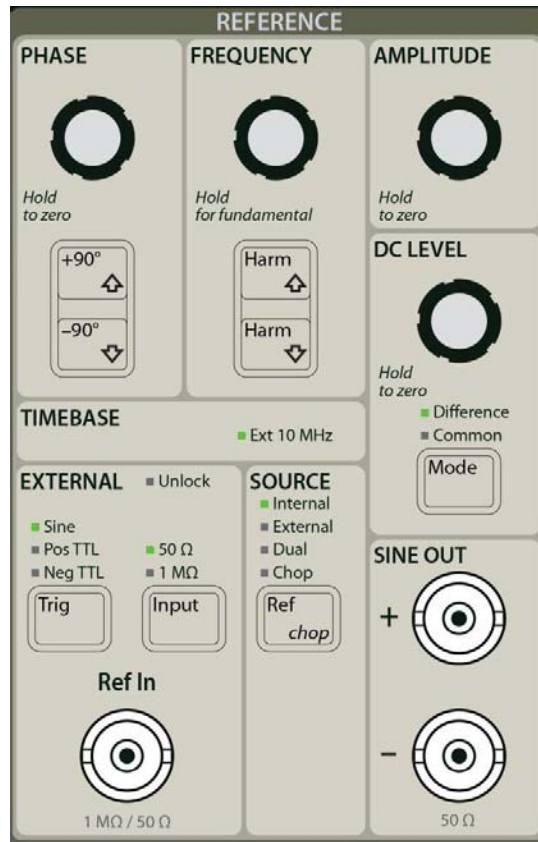 REFERENCE
PHASE
Hold
to zero
+90°
–90°
FREQUENCY
Hold
for fundamental
Harm
Harm
AMPLITUDE
Hold
to zero
DC LEVEL
Hold
to zero
Difference
Common
Mode
TIMEBASE
Ext 10 MHz
EXTERNAL
Unlock
Sine
Pos TTL
Neg TTL
Trig
50 Ω
1 MΩ
Input
Ref In
1 MΩ / 50 Ω
SOURCE
Internal
External
Dual
Chop
Ref
chop
SINE OUT
+
–
50 Ω